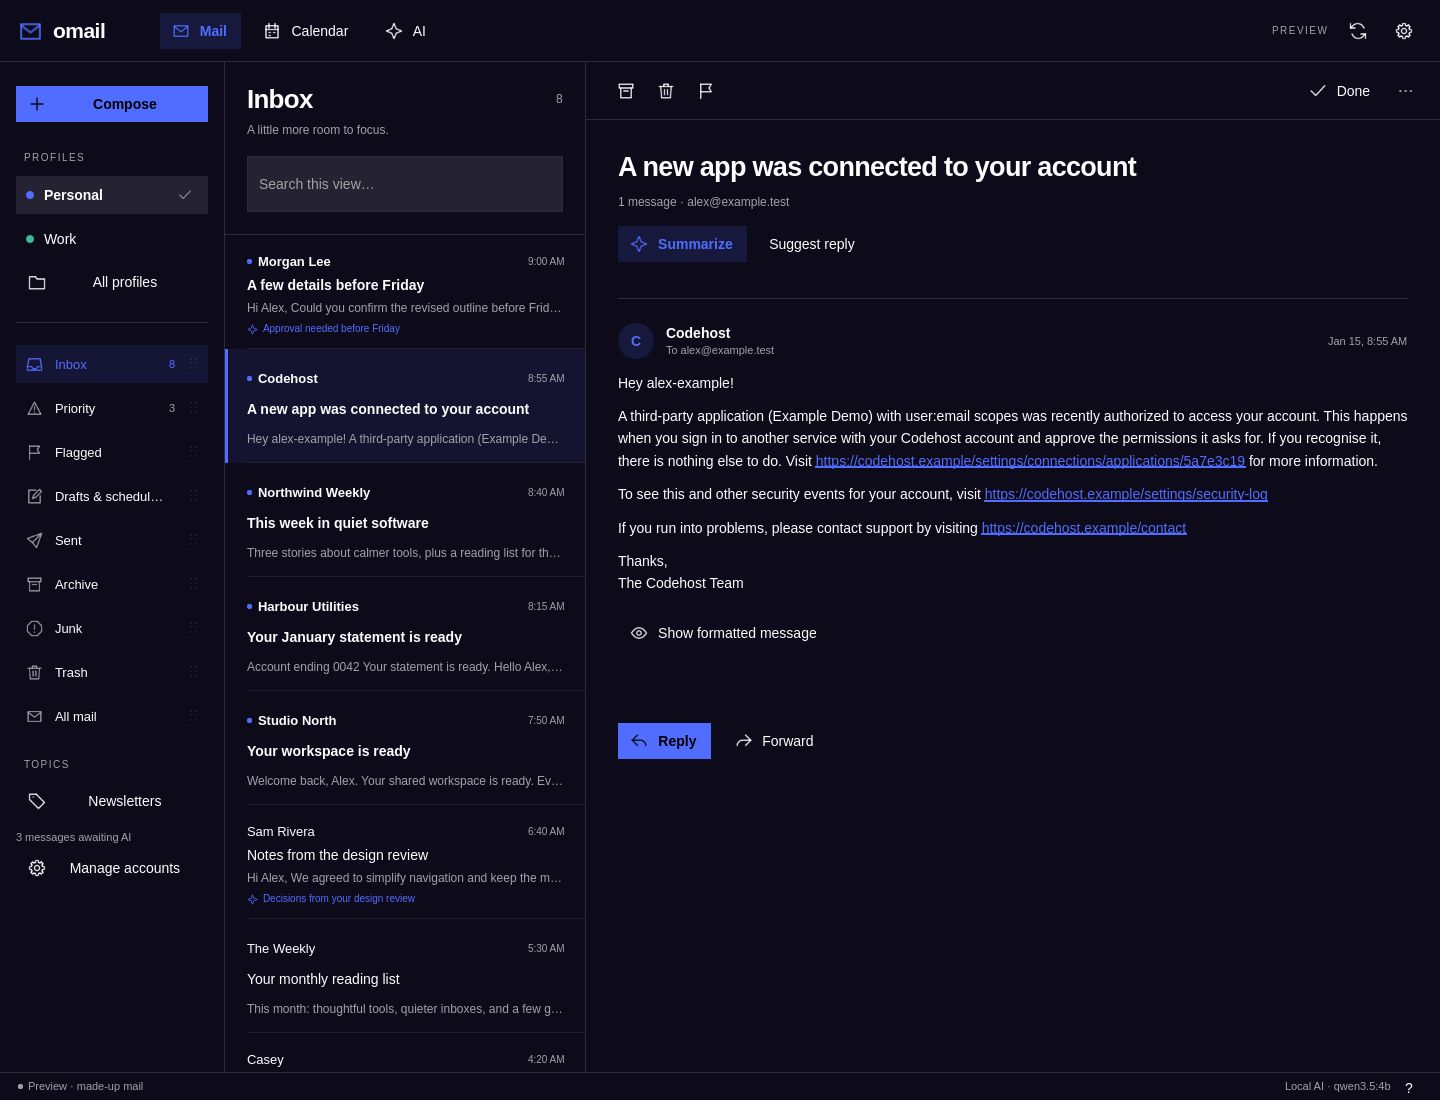 omail
Mail
Calendar
AI
PREVIEW
Compose
PROFILES
Personal
Work
All profiles
Inbox 8
Priority 3
Flagged
Drafts & schedul…
Sent
Archive
Junk
Trash
All mail
TOPICS
Newsletters
3 messages awaiting AI
Manage accounts
Inbox 8
A little more room to focus.
Search this view…
Morgan Lee 9:00 AM
A few details before Friday
Hi Alex, Could you confirm the revised outline before Frid…
Approval needed before Friday
Codehost 8:55 AM
A new app was connected to your account
Hey alex-example! A third-party application (Example De…
Northwind Weekly 8:40 AM
This week in quiet software
Three stories about calmer tools, plus a reading list for th…
Harbour Utilities 8:15 AM
Your January statement is ready
Account ending 0042 Your statement is ready. Hello Alex,…
Studio North 7:50 AM
Your workspace is ready
Welcome back, Alex. Your shared workspace is ready. Ev…
Sam Rivera 6:40 AM
Notes from the design review
Hi Alex, We agreed to simplify navigation and keep the m…
Decisions from your design review
The Weekly 5:30 AM
Your monthly reading list
This month: thoughtful tools, quieter inboxes, and a few g…
Casey 4:20 AM
Done
A new app was connected to your account
1 message · alex@example.test
Summarize
Suggest reply
C
Codehost
To alex@example.test
Jan 15, 8:55 AM
Hey alex-example!
A third-party application (Example Demo) with user:email scopes was recently authorized to access your account. This happens
when you sign in to another service with your Codehost account and approve the permissions it asks for. If you recognise it,
there is nothing else to do. Visit https://codehost.example/settings/connections/applications/5a7e3c19 for more information.
To see this and other security events for your account, visit https://codehost.example/settings/security-log
If you run into problems, please contact support by visiting https://codehost.example/contact
Thanks,
The Codehost Team
Show formatted message
Reply
Forward
Preview · made-up mail
Local AI · qwen3.5:4b ?